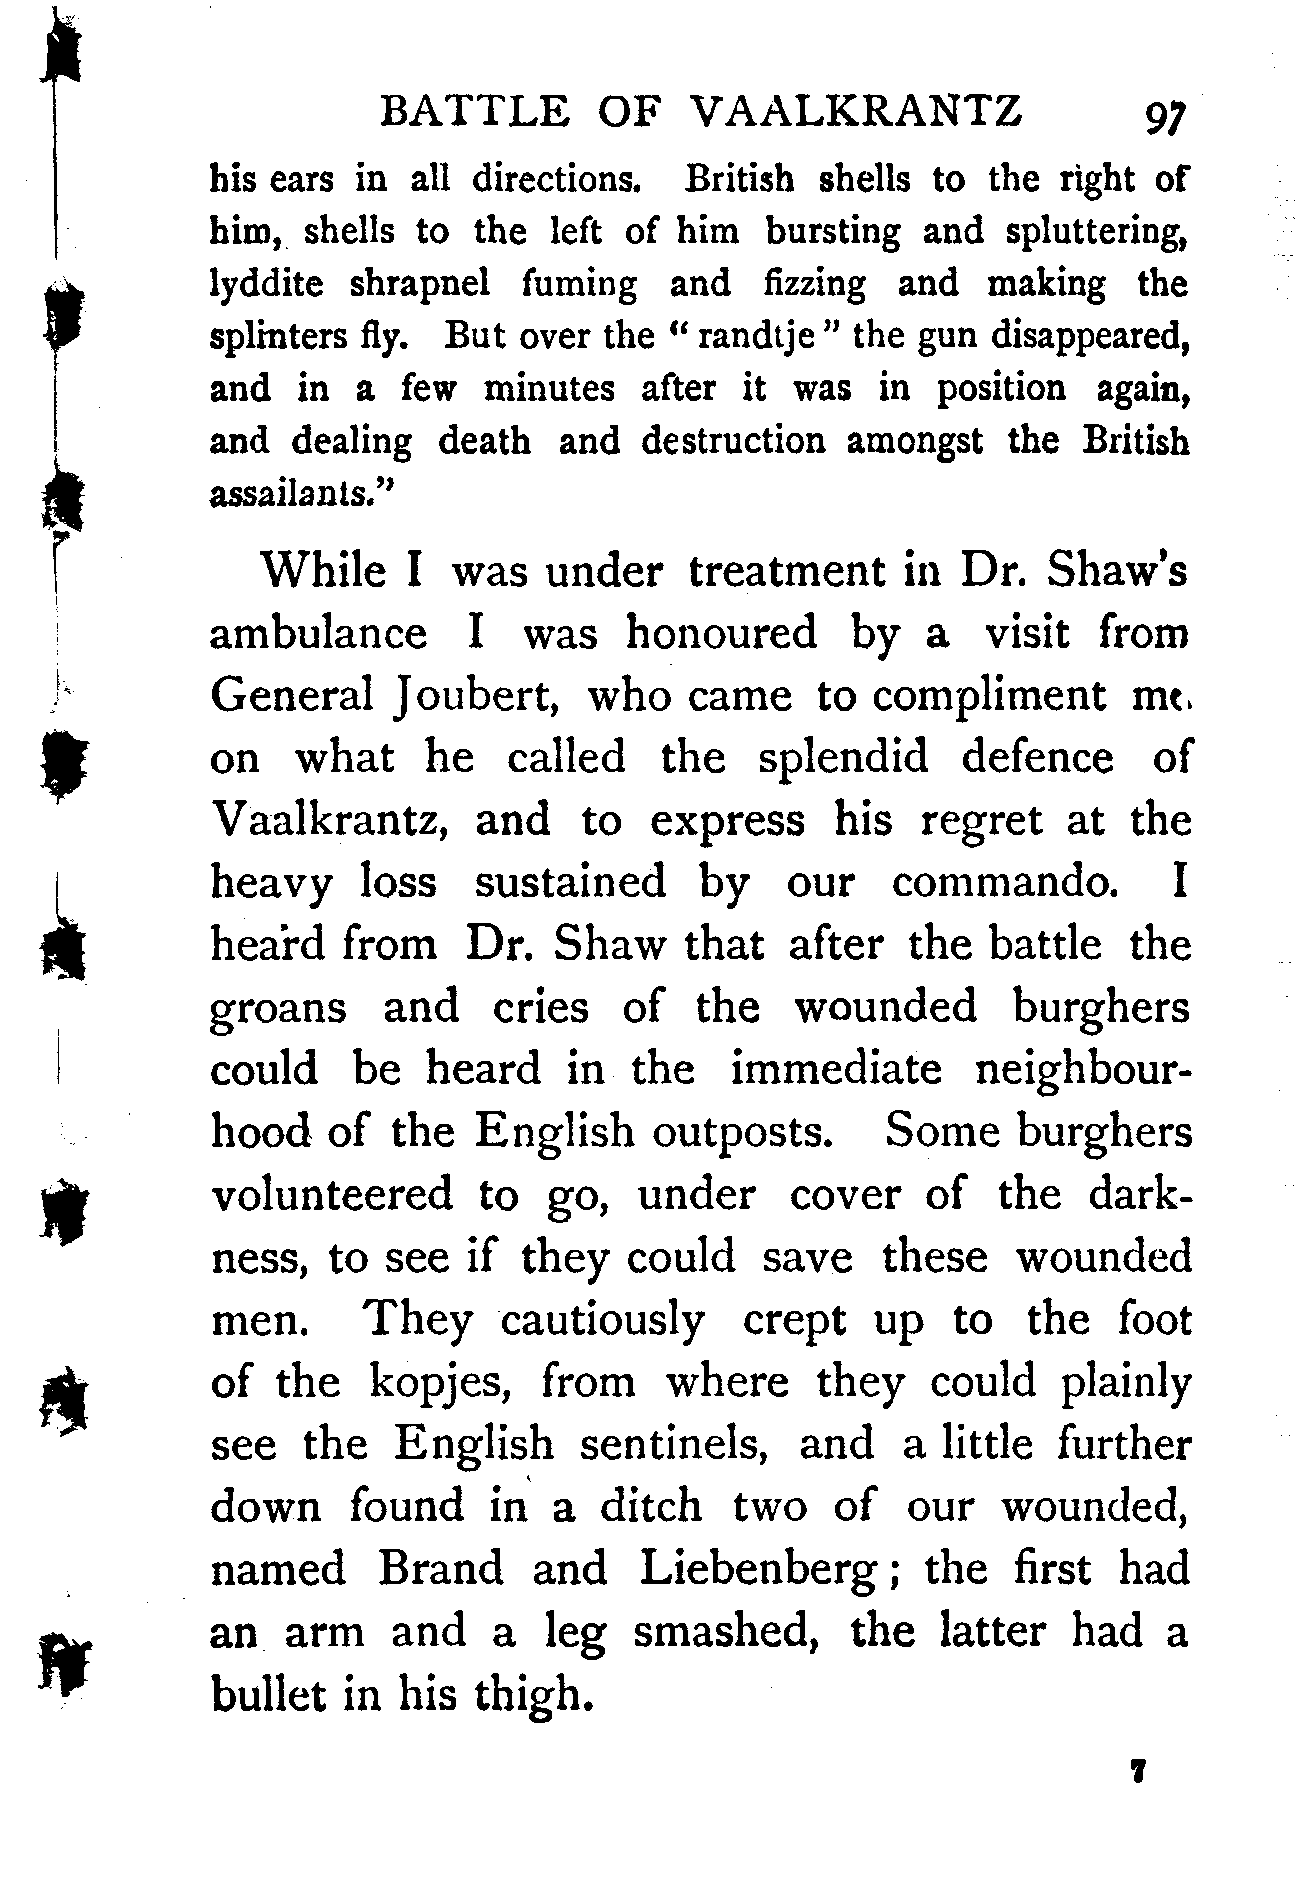 BATTLE OF VAALKRANTZ 97
his ears in all directions. British shells to the right of
him, shells to the left of him bursting and spluttering,
lyddite shrapnel fuming and fizzing and making the
splinters fly. But over the “ randtje ” the gun disappeared,
and in a few minutes after it was in position again,
and dealing death and destruction amongst the British
assailants.”
While I was under treatment in Dr. Shaw's
ambulance I was honoured by a visit from
General Joubert, who came to compliment me
on what he called the splendid defence of
Vaalkrantz, and to express his regret at the
heavy loss sustained by our commando. I
heard from Dr. Shaw that after the battle the
groans and cries of the wounded burghers
could be heard in the immediate neighbour-
hood of the English outposts. Some burghers
volunteered to go, under cover of the dark-
ness, to see if they could save these wounded
men. They cautiously crept up to the foot
of the kopjes, from where they could plainly
see the English sentinels, and a little further
down found in a ditch two of our wounded,
named Brand and Liebenberg ; the first had
an arm and a leg smashed, the latter had a
bullet in his thigh.
7